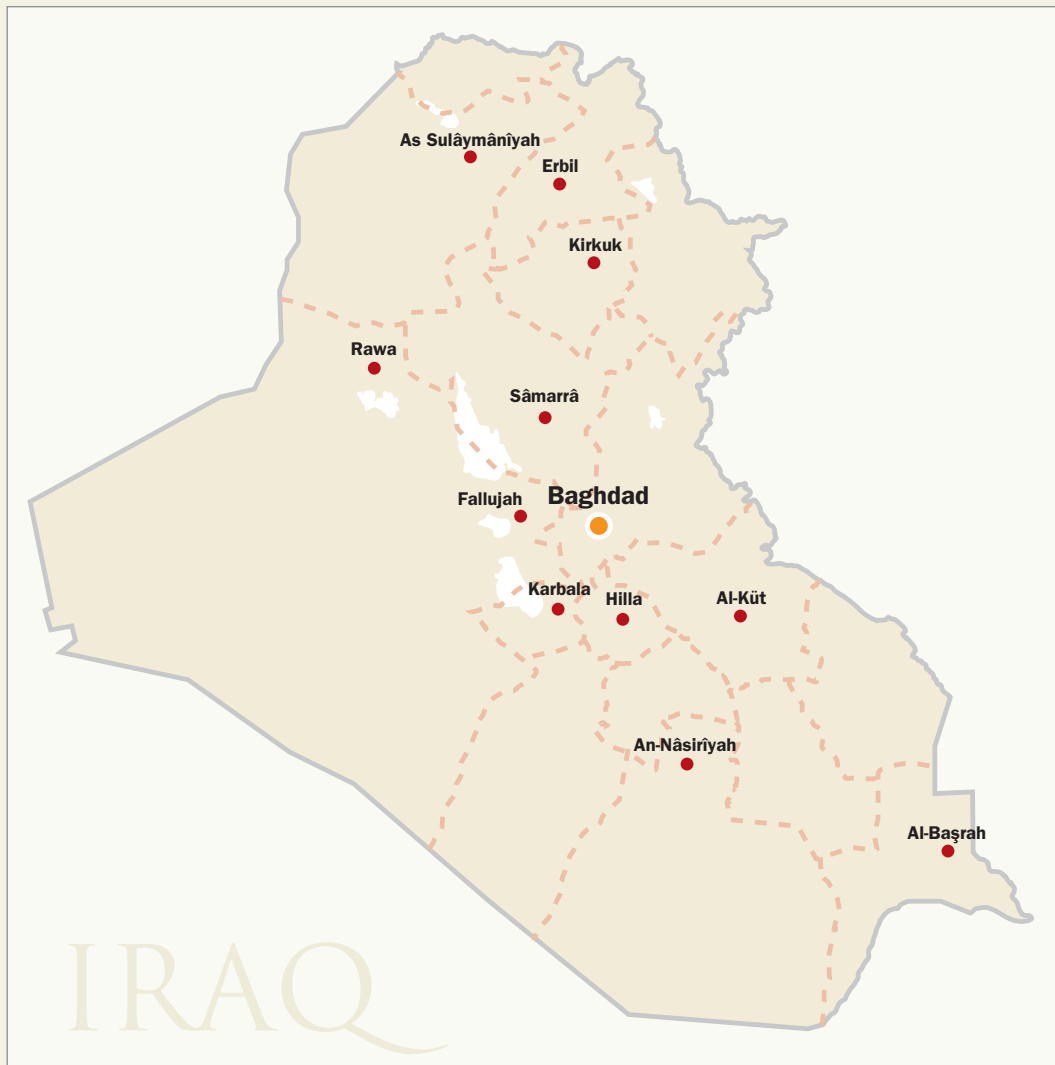 As Sulâymânîyah
Erbil
Kirkuk
Rawa
Sâmarrâ
Baghdad
Fallujah
Karbala
Hilla
Al-Küt
An-Nâsirîyah
Al-Başrah
IRAQ